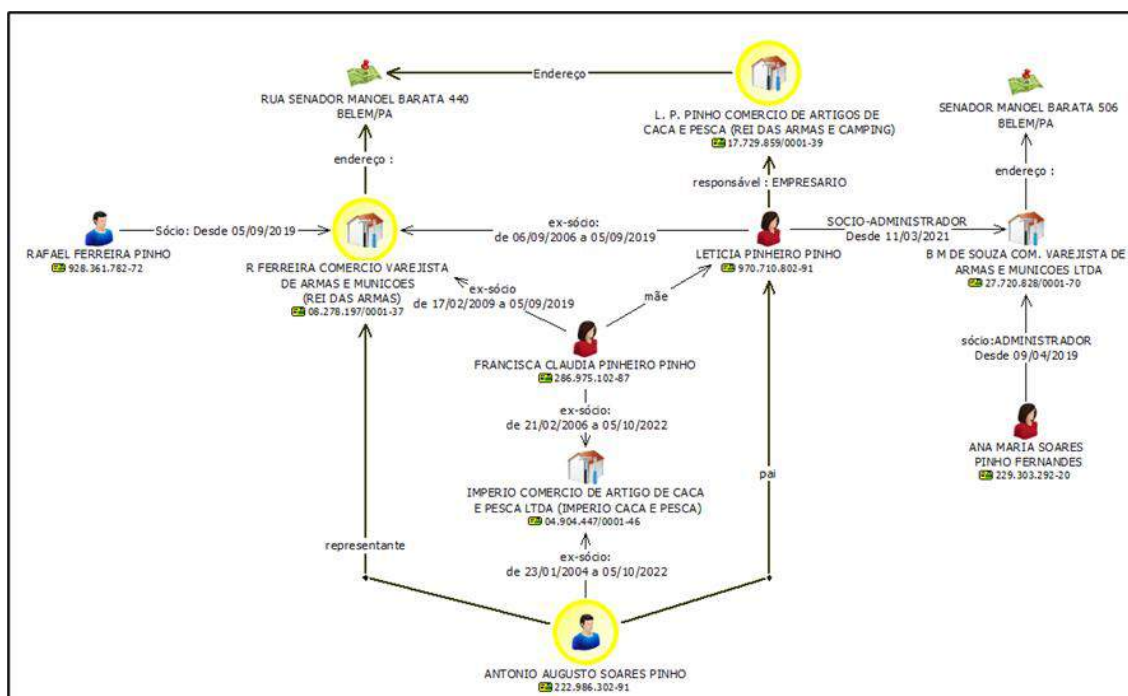 Endereço
RUA SENADOR MANOEL BARATA 440
BELEM/PA
L. P. PINHO COMERCIO DE ARTIGOS DE
CACA E PESCA (REI DAS ARMAS E CAMPING)
17.729.859/0001-39
SENADOR MANOEL BARATA 506
BELEM/PA
endereço :
responsável : EMPRESARIO
endereço :
RAFAEL FERREIRA PINHO
928.361.782-72
Sócio: Desde 05/09/2019
R FERREIRA COMERCIO VAREJISTA
DE ARMAS E MUNICOES
(REI DAS ARMAS)
08.278.197/0001-37
ex-sócio:
de 06/09/2006 a 05/09/2019
LETICIA PINHEIRO PINHO
970.710.802-91
SOCIO-ADMINISTRADOR
Desde 11/03/2021
B M DE SOUZA COM. VAREJISTA DE
ARMAS E MUNICOES LTDA
27.720.828/0001-70
ex-sócio
de 17/02/2009 a 05/09/2019
mãe
FRANCISCA CLAUDIA PINHEIRO PINHO
286.975.102-87
sócio:ADMINISTRADOR
Desde 09/04/2019
ex-sócio:
de 21/02/2006 a 05/10/2022
ANA MARIA SOARES
PINHO FERNANDES
229.303.292-20
IMPERIO COMERCIO DE ARTIGO DE CACA
E PESCA LTDA (IMPERIO CACA E PESCA)
04.904.447/0001-46
pai
representante
ex-sócio:
de 23/01/2004 a 05/10/2022
ANTONIO AUGUSTO SOARES PINHO
222.986.302-91